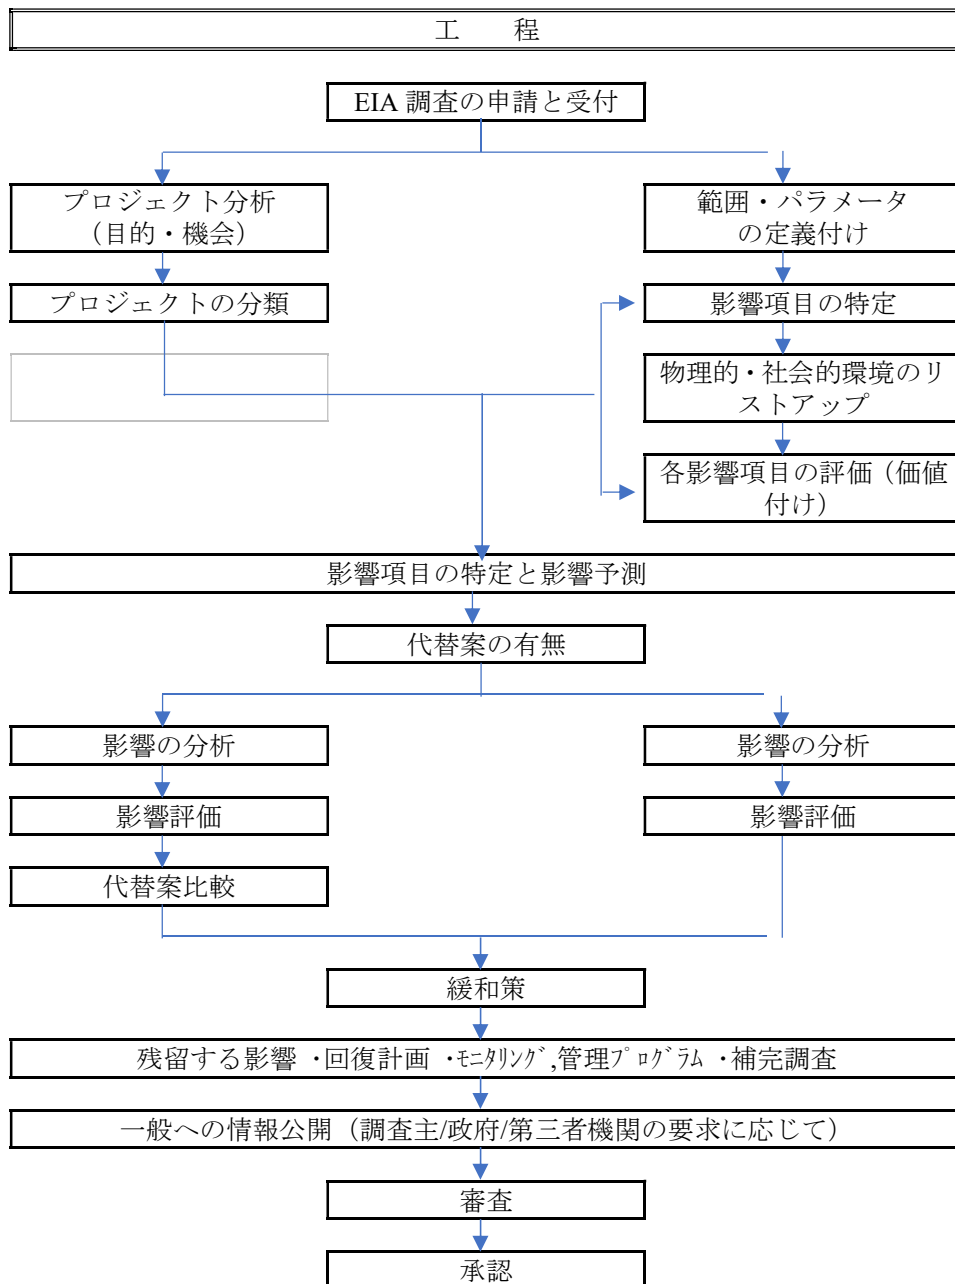 工　程
EIA 調査の申請と受付
プロジェクト分析
（目的・機会）
範囲・パラメータ
の定義付け
プロジェクトの分類
影響項目の特定
物理的・社会的環境のリ
ストアップ
各影響項目の評価（価値
付け）
影響項目の特定と影響予測
代替案の有無
影響の分析
影響の分析
影響評価
影響評価
代替案比較
緩和策
残留する影響 ・回復計画 ・ﾓﾆﾀﾘﾝｸﾞ,管理ﾌﾟﾛｸﾞﾗﾑ ・補完調査
一般への情報公開（調査主/政府/第三者機関の要求に応じて）
審査
承認